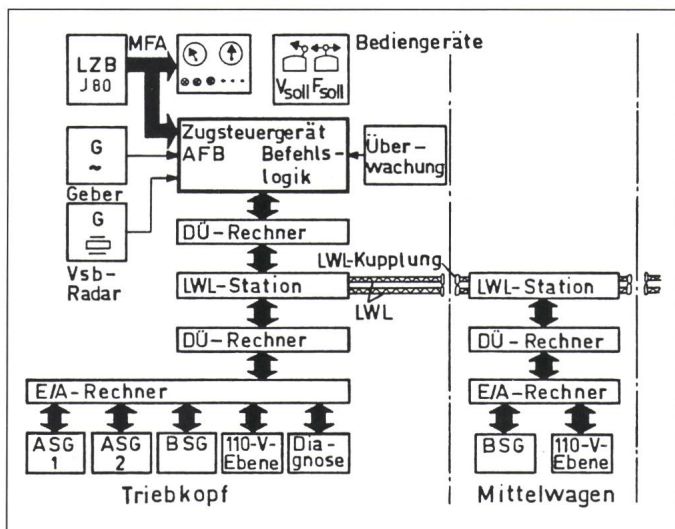 LZB
J80
MFA
Bediengeräte
Vsoll Fsoll
Zugsteuergerät
AFB Befehls-
logik
Über-
wachung
G
~
Geber
G
Vsb-
Radar
DÜ-Rechner
LWL-Station
LWL-Kupplung
LWL
LWL-Station
DÜ-Rechner
DÜ-Rechner
E/A-Rechner
E/A-Rechner
ASG
1
ASG
2
BSG
110-V-
Ebene
Dia-
gnose
BSG
110-V-
Ebene
Triebkopf
Mittelwagen